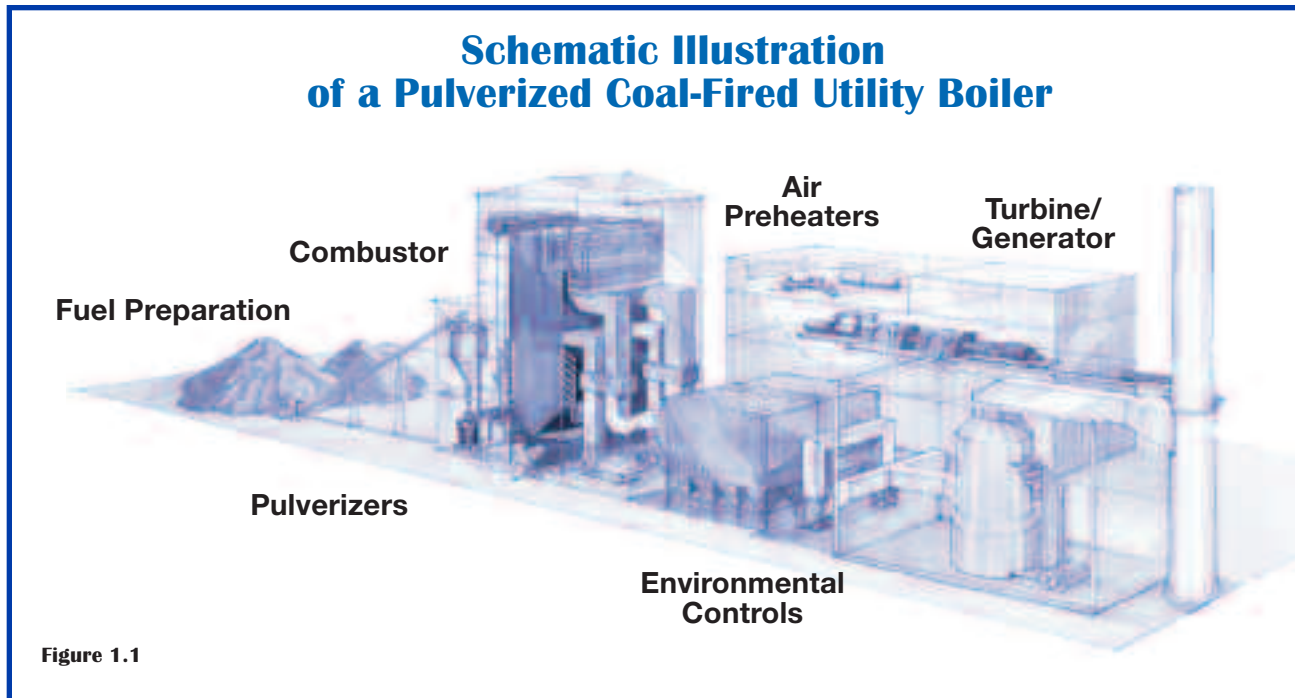 Schematic Illustration
of a Pulverized Coal-Fired Utility Boiler
Air
Preheaters
Turbine/
Generator
Combustor
Fuel Preparation
Pulverizers
Environmental
Controls
Figure 1.1